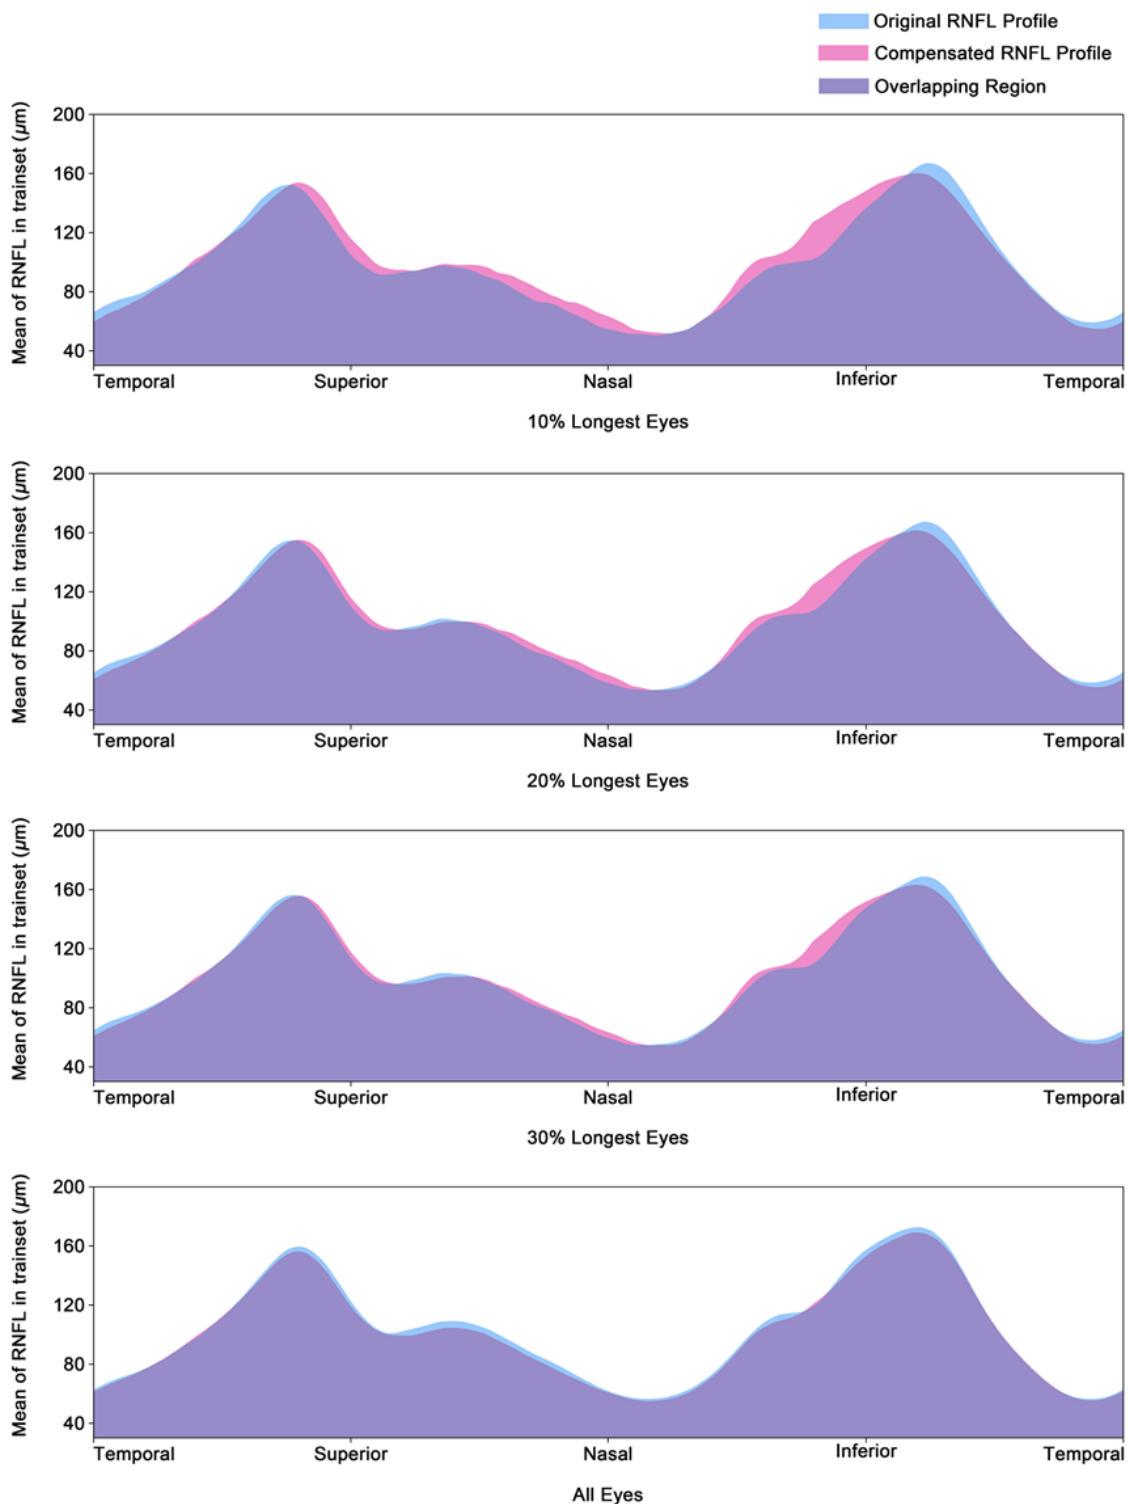 Original RNFL Profile
Compensated RNFL Profile
Overlapping Region
Mean of RNFL in trainset (µm)
200
160
120
80
40
Temporal Superior Nasal Inferior Temporal
10% Longest Eyes
Mean of RNFL in trainset (µm)
200
160
120
80
40
Temporal Superior Nasal Inferior Temporal
20% Longest Eyes
Mean of RNFL in trainset (µm)
200
160
120
80
40
Temporal Superior Nasal Inferior Temporal
30% Longest Eyes
Mean of RNFL in trainset (µm)
200
160
120
80
40
Temporal Superior Nasal Inferior Temporal
All Eyes